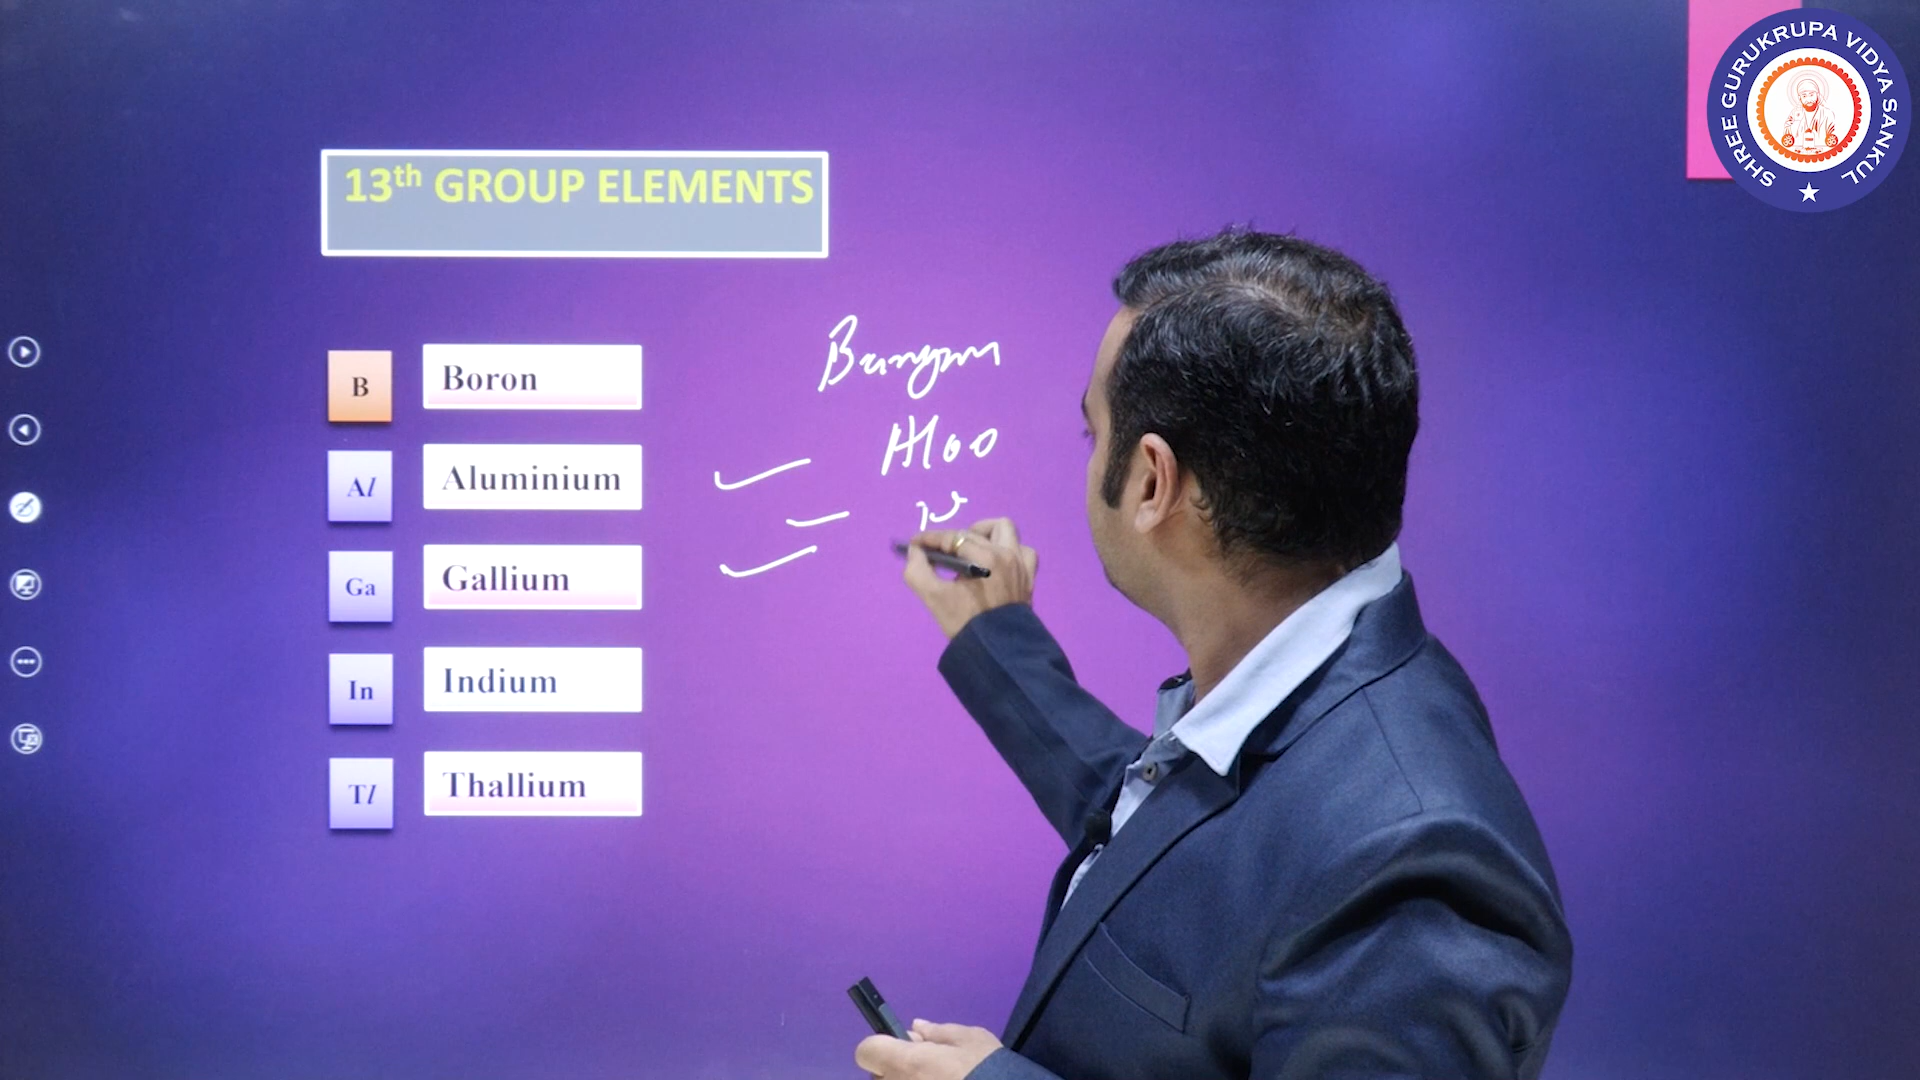 SHREE GURUKRUPA VIDYA SANKUL
13th GROUP ELEMENTS
B Boron
Al Aluminium
Ga Gallium
In Indium
Tl Thallium